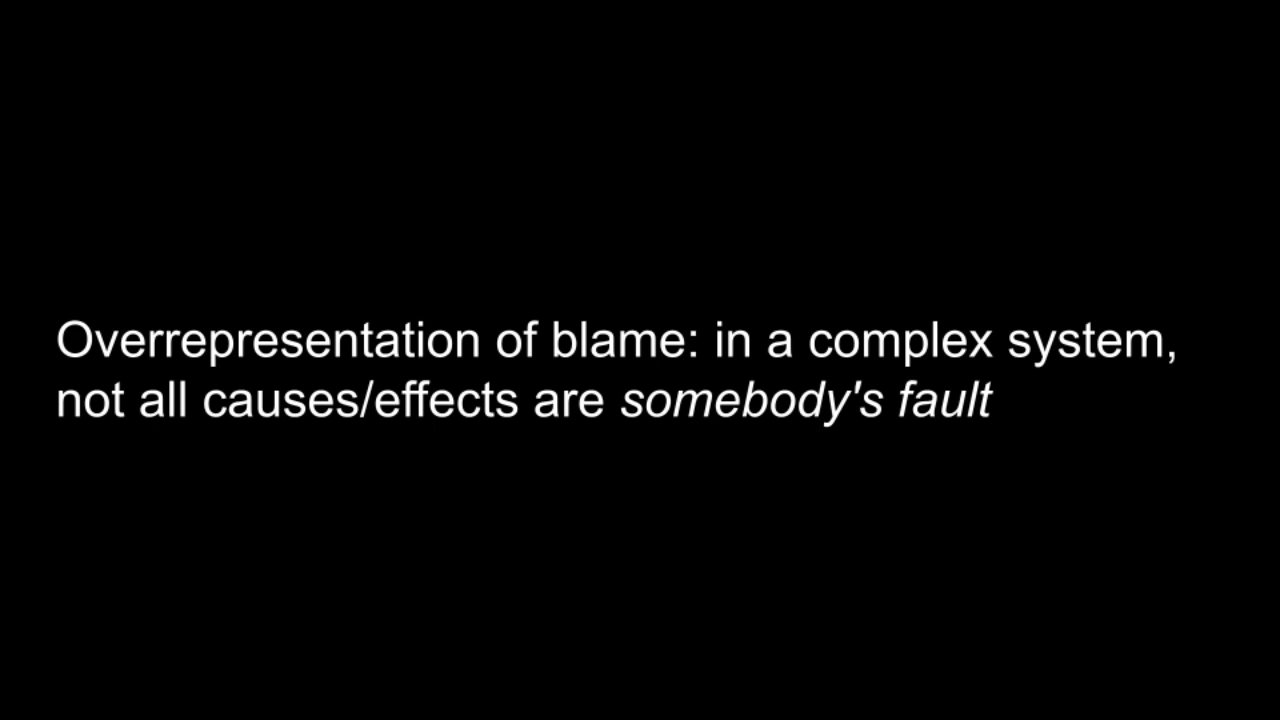 Overrepresentation of blame: in a complex system,
not all causes/effects are somebody's fault